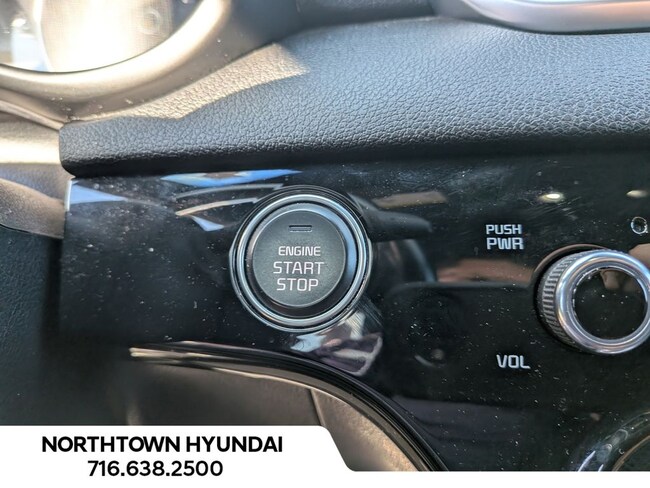 ENGINE
START
STOP
PUSH
PWR
VOL
NORTHTOWN HYUNDAI
716.638.2500